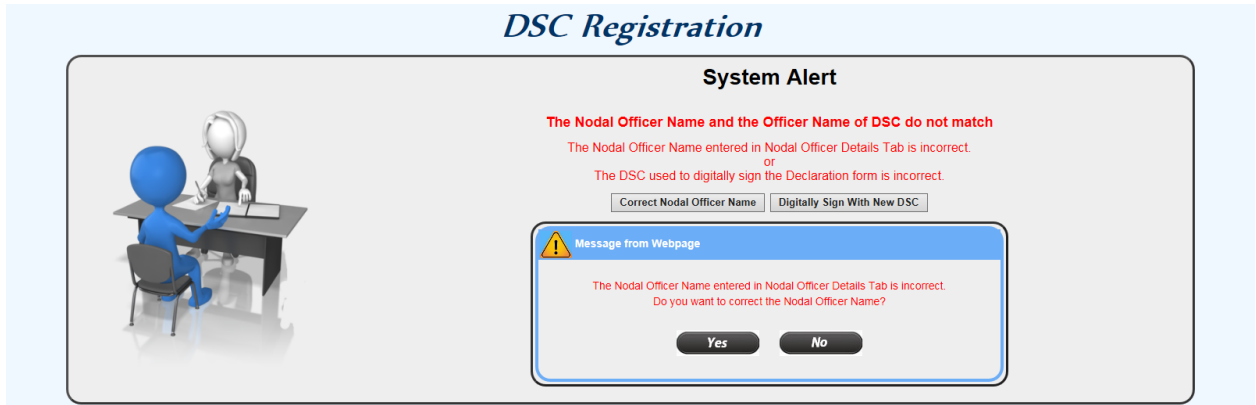 DSC Registration
System Alert
The Nodal Officer Name and the Officer Name of DSC do not match
The Nodal Officer Name entered in Nodal Officer Details Tab is incorrect.
or
The DSC used to digitally sign the Declaration form is incorrect.
Correct Nodal Officer Name Digitally Sign With New DSC
Message from Webpage
The Nodal Officer Name entered in Nodal Officer Details Tab is incorrect.
Do you want to correct the Nodal Officer Name?
Yes No